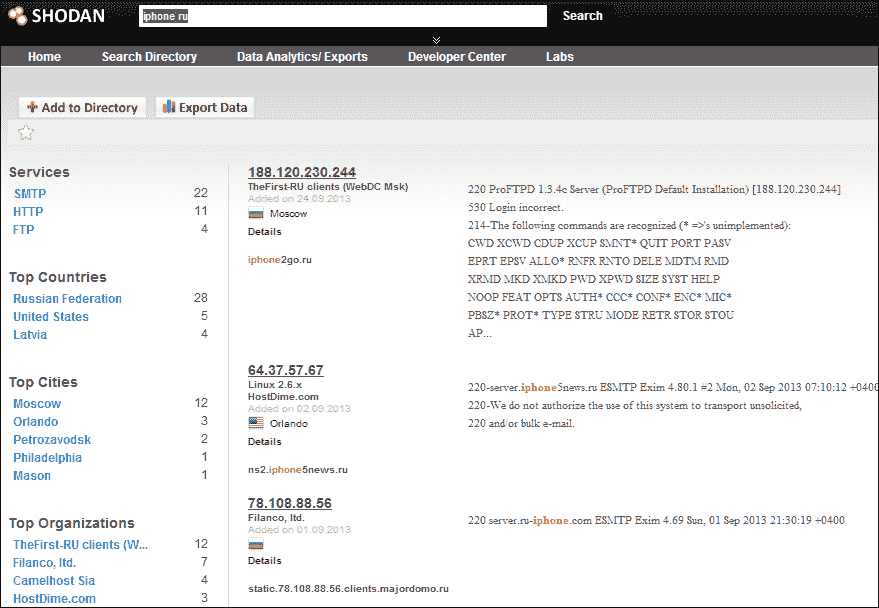 SHODAN
iphone ru
Search
Home Search Directory Data Analytics/ Exports Developer Center Labs
Add to Directory Export Data
Services
SMTP 22
HTTP 11
FTP 4
Top Countries
Russian Federation 28
United States 5
Latvia 4
Top Cities
Moscow 12
Orlando 3
Petrozavodsk 2
Philadelphia 1
Mason 1
Top Organizations
TheFirst-RU clients (W... 12
Filanco, ltd. 7
Camelhost Sia 4
HostDime.com 3
188.120.230.244
TheFirst-RU clients (WebDC Msk)
Added on 24.09.2013
Moscow
Details
iphone2go.ru
220 ProFTPD 1.3.4c Server (ProFTPD Default Installation) [188.120.230.244]
530 Login incorrect.
214-The following commands are recognized (* =>'s unimplemented):
CWD XCWD CDUP XCUP SMNT* QUIT PORT PASV
EPRT EPSV ALLO* RNFR RNTO DELE MDTM RMD
XRMD MKD XMKD PWD XPWD SIZE SYST HELP
NOOP FEAT OPTS AUTH* CCC* CONF* ENC* MIC*
PBSZ* PROT* TYPE STRU MODE RETR STOR STOU
AP...
64.37.57.67
Linux 2.6.x
HostDime.com
Added on 02.09.2013
Orlando
Details
ns2.iphone5news.ru
220-server.iphone5news.ru ESMTP Exim 4.80.1 #2 Mon, 02 Sep 2013 07:10:12 +0400
220-We do not authorize the use of this system to transport unsolicited,
220 and/or bulk e-mail.
78.108.88.56
Filanco, ltd.
Added on 01.09.2013
Details
static.78.108.88.56.clients.majordomo.ru
220 server.ru-iphone.com ESMTP Exim 4.69 Sun, 01 Sep 2013 21:30:19 +0400